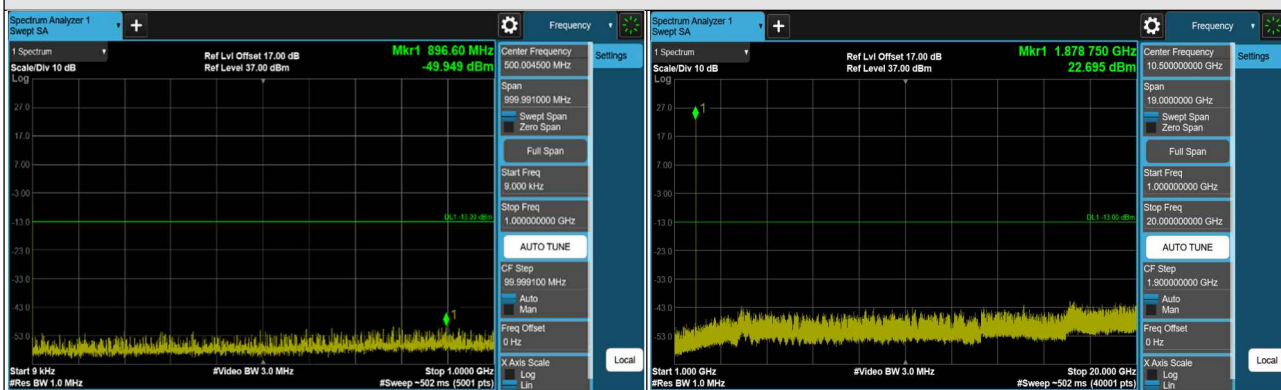 Spectrum Analyzer 1
Swept SA
+
Frequency
1 Spectrum
Scale/Div 10 dB
Log
Ref Lvl Offset 17.00 dB
Ref Level 37.00 dBm
Mkr1 896.60 MHz
-49.949 dBm
27.0
17.0
7.00
-3.00
-13.0
-23.0
-33.0
-43.0
-53.0
DL1 -13.00 dBm
1
Start 9 kHz
#Res BW 1.0 MHz
#Video BW 3.0 MHz
Stop 1.0000 GHz
#Sweep ~502 ms (5001 pts)
Center Frequency
500.004500 MHz
Span
999.991000 MHz
Swept Span
Zero Span
Full Span
Start Freq
9.000 kHz
Stop Freq
1.000000000 GHz
AUTO TUNE
CF Step
99.999100 MHz
Auto
Man
Freq Offset
0 Hz
X Axis Scale
Log
Lin
Settings
Local
Spectrum Analyzer 1
Swept SA
+
Frequency
1 Spectrum
Scale/Div 10 dB
Log
Ref Lvl Offset 17.00 dB
Ref Level 37.00 dBm
Mkr1 1.878 750 GHz
22.695 dBm
27.0
17.0
7.00
-3.00
-13.0
-23.0
-33.0
-43.0
-53.0
1
DL1 -13.00 dBm
Start 1.000 GHz
#Res BW 1.0 MHz
#Video BW 3.0 MHz
Stop 20.000 GHz
#Sweep ~502 ms (40001 pts)
Center Frequency
10.500000000 GHz
Span
19.0000000 GHz
Swept Span
Zero Span
Full Span
Start Freq
1.000000000 GHz
Stop Freq
20.000000000 GHz
AUTO TUNE
CF Step
1.900000000 GHz
Auto
Man
Freq Offset
0 Hz
X Axis Scale
Log
Lin
Settings
Local